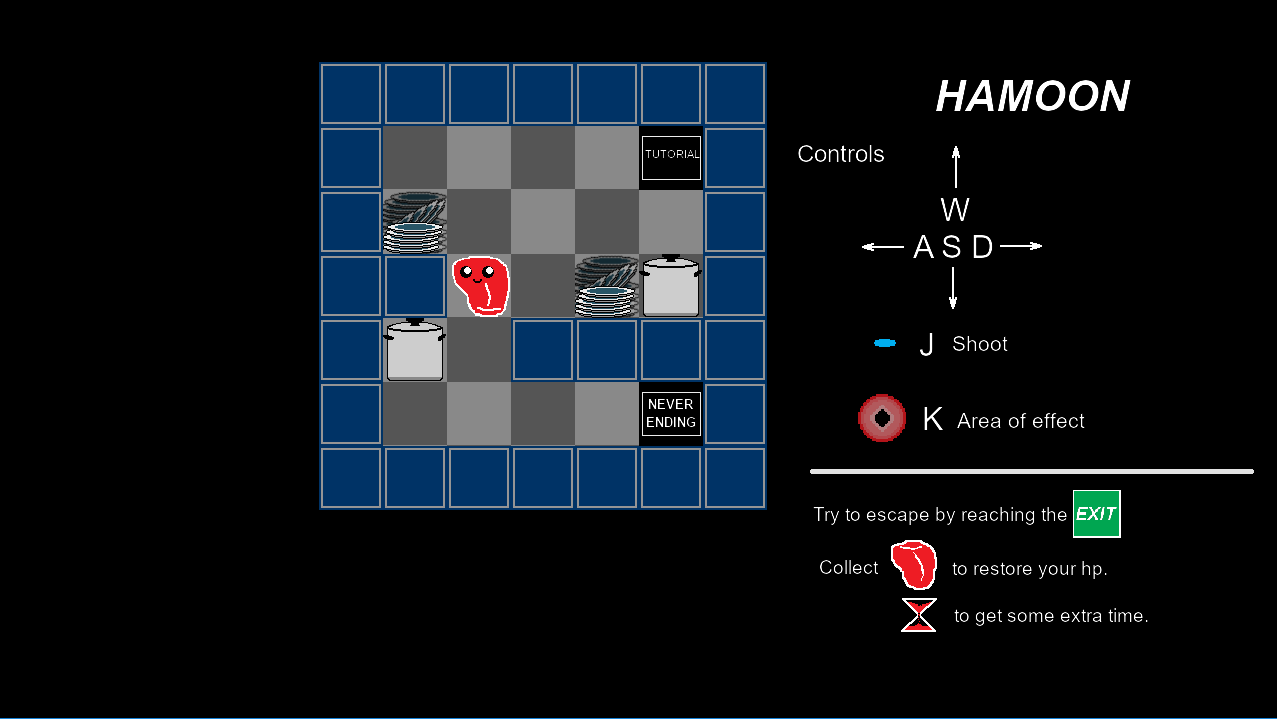 HAMOON
Controls
W
A S D
J Shoot
K Area of effect
TUTORIAL
NEVER
ENDING
Try to escape by reaching the EXIT
Collect to restore your hp.
to get some extra time.